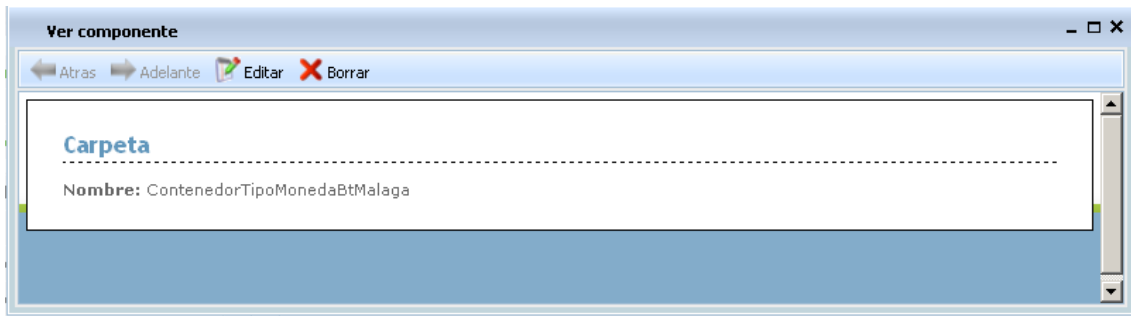 Ver componente
Atras Adelante Editar Borrar
Carpeta
Nombre: ContenedorTipoMonedaBtMalaga